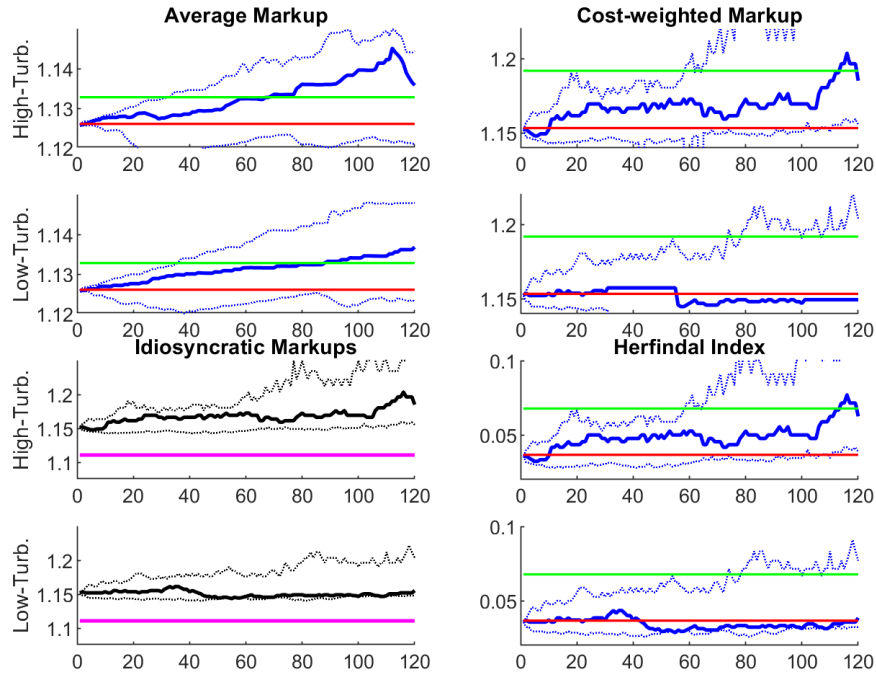 Average Markup
High-Turb.
1.14
1.13
1.12
0 20 40 60 80 100 120
Cost-weighted Markup
1.2
1.15
0 20 40 60 80 100 120
Low-Turb.
1.14
1.13
1.12
0 20 40 60 80 100 120
1.2
1.15
0 20 40 60 80 100 120
Idiosyncratic Markups
High-Turb.
1.2
1.15
1.1
0 20 40 60 80 100 120
Herfindal Index
0.1
0.05
0 20 40 60 80 100 120
Low-Turb.
1.2
1.15
1.1
0 20 40 60 80 100 120
0.1
0.05
0 20 40 60 80 100 120